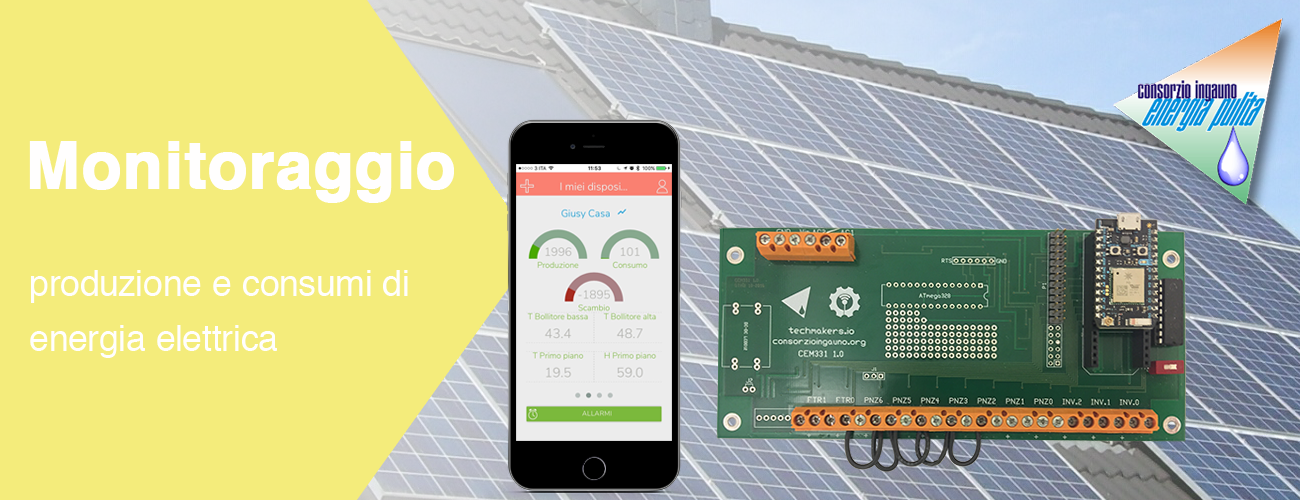 Monitoraggio
produzione e consumi di
energia elettrica
3 ITA
11:53
100%
I miei disposi...
Giusy Casa
1996
101
Produzione
Consumo
-1895
Scambio
T Bollitore bassa
T Bollitore alta
43.4
48.7
T Primo piano
H Primo piano
19.5
59.0
ALLARMI
consorzio ingauno
energia pulita
RTS
GND
ATmega328
techmakers.io
consorzioingauno.org
CEM331 1.0
FTR1 FTR0 PNZ6 PNZ5 PNZ4 PNZ3 PNZ2 PNZ1 PNZ0 INV.2 INV.1 INV.0